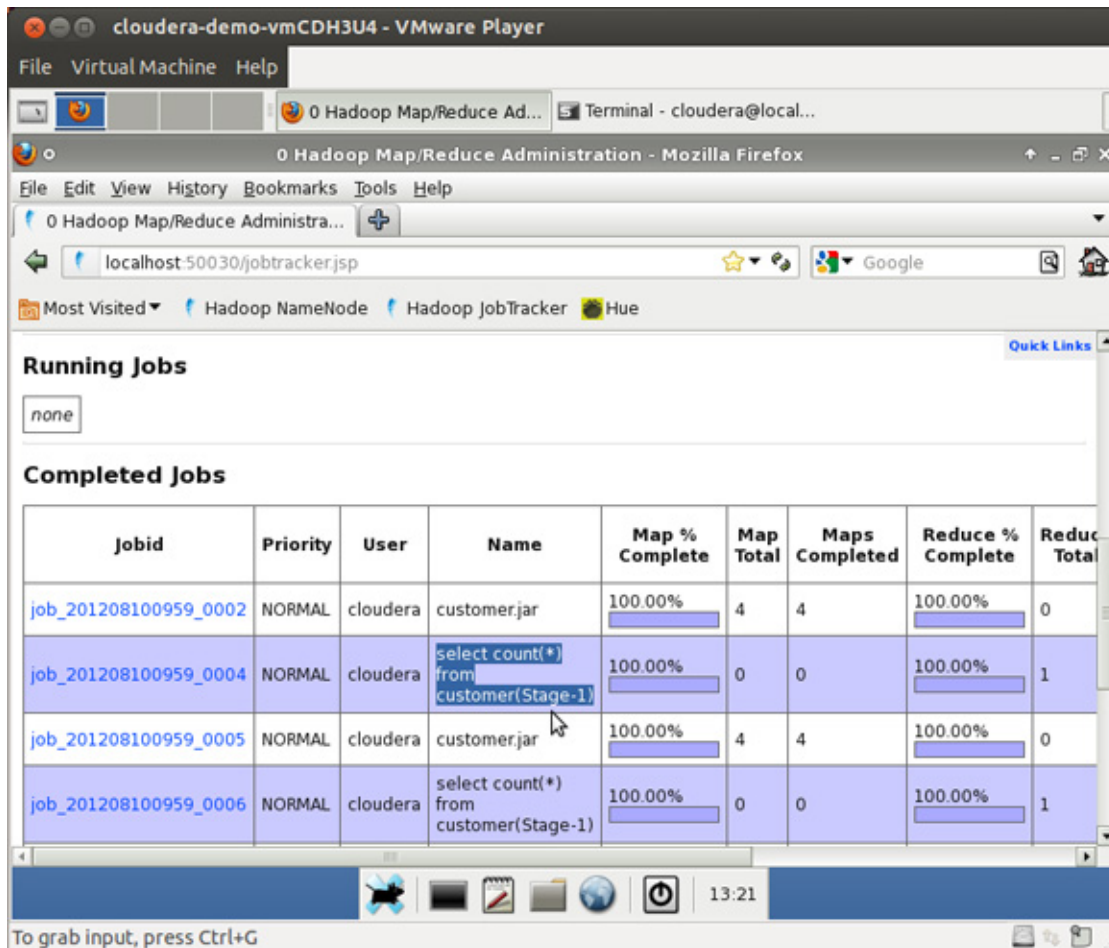 cloudera-demo-vmCDH3U4 - VMware Player
File Virtual Machine Help
0 Hadoop Map/Reduce Ad... Terminal - cloudera@local...
0 Hadoop Map/Reduce Administration - Mozilla Firefox
File Edit View History Bookmarks Tools Help
0 Hadoop Map/Reduce Administra...
localhost:50030/jobtracker.jsp Google
Most Visited Hadoop NameNode Hadoop JobTracker Hue
Quick Links
Running Jobs
none
Completed Jobs
Jobid Priority User Name Map % Complete Map Total Maps Completed Reduce % Complete Reduc Total
job_201208100959_0002 NORMAL cloudera customer.jar 100.00% 4 4 100.00% 0
job_201208100959_0004 NORMAL cloudera select count(*) from customer(Stage-1) 100.00% 0 0 100.00% 1
job_201208100959_0005 NORMAL cloudera customer.jar 100.00% 4 4 100.00% 0
job_201208100959_0006 NORMAL cloudera select count(*) from customer(Stage-1) 100.00% 0 0 100.00% 1
13:21
To grab input, press Ctrl+G